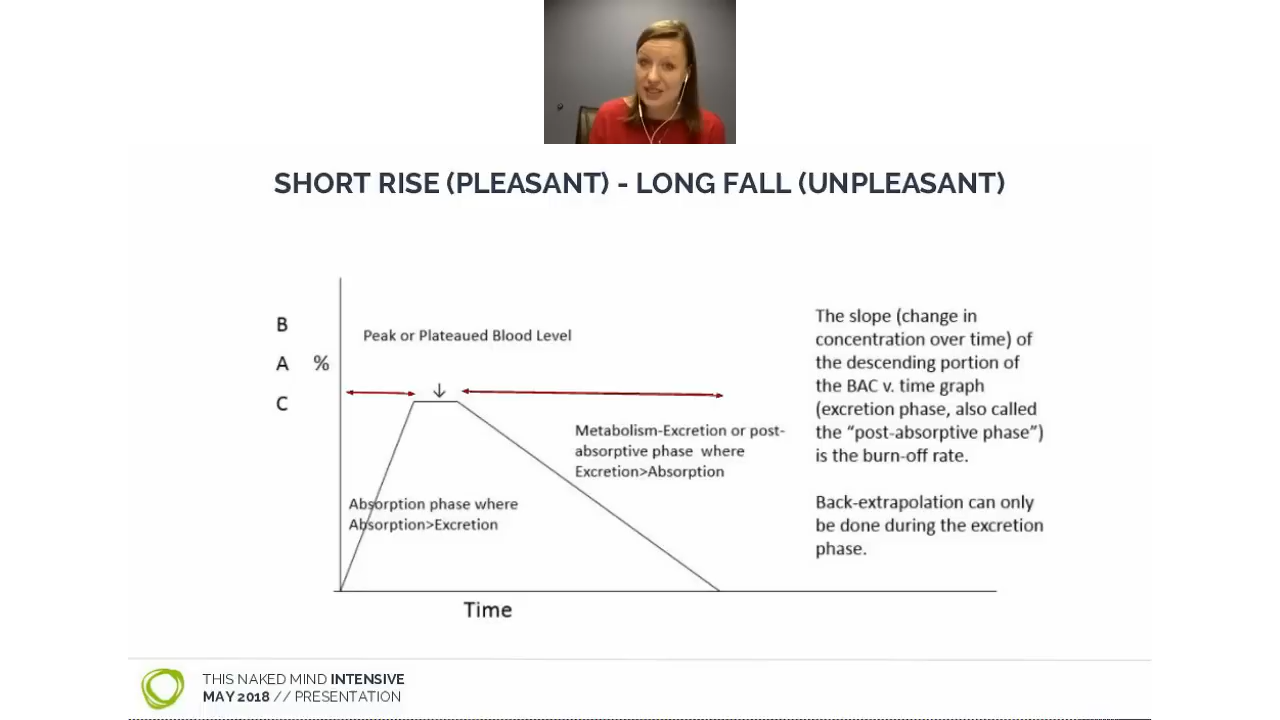 SHORT RISE (PLEASANT) - LONG FALL (UNPLEASANT)
B
A %
C
Peak or Plateaued Blood Level
Metabolism-Excretion or post-
absorptive phase where
Excretion>Absorption
Absorption phase where
Absorption>Excretion
Time
The slope (change in
concentration over time) of
the descending portion of
the BAC v. time graph
(excretion phase, also called
the “post-absorptive phase”)
is the burn-off rate.
Back-extrapolation can only
be done during the excretion
phase.
THIS NAKED MIND INTENSIVE
MAY 2018 // PRESENTATION